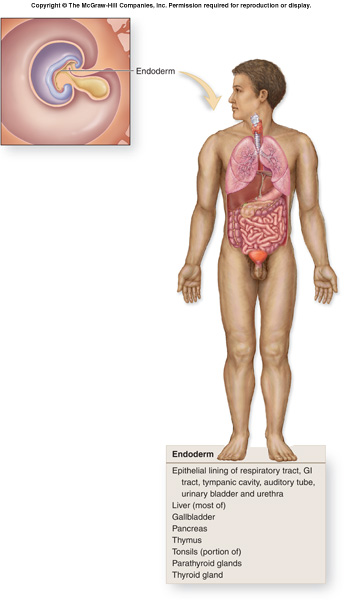 Copyright © The McGraw-Hill Companies, Inc. Permission required for reproduction or display.
Endoderm
Endoderm
Epithelial lining of respiratory tract, GI
tract, tympanic cavity, auditory tube,
urinary bladder and urethra
Liver (most of)
Gallbladder
Pancreas
Thymus
Tonsils (portion of)
Parathyroid glands
Thyroid gland